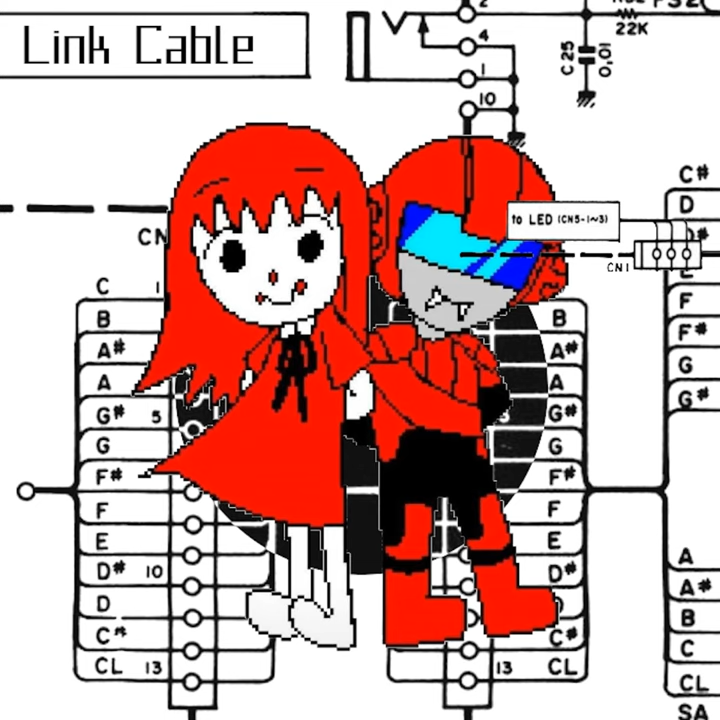 Link Cable
2
4
1
10
22K
C 25
0,01
to LED (CN5-1~3)
CN1
CN
C 1
B
A#
A
G# 5
G
F#
F
E
D# 10
D
C#
CL 13
B
A#
A
G#
G
F#
F
E
D#
C#
13 CL
C#
D
D#
E
F
F#
G
G#
A
A#
B
C
CL
SA